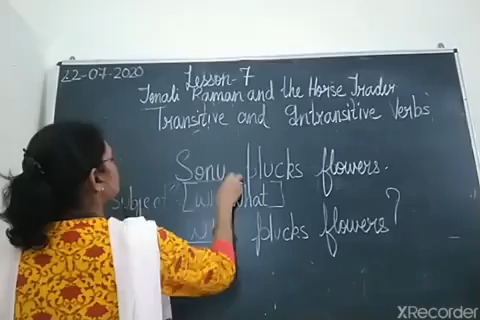 22-07-2020
Lesson-7
Tenali Raman and the Horse Trader
Transitive and Intransitive Verbs
Sonu plucks flowers.
Subject [ what]
plucks flowers?
XRecorder